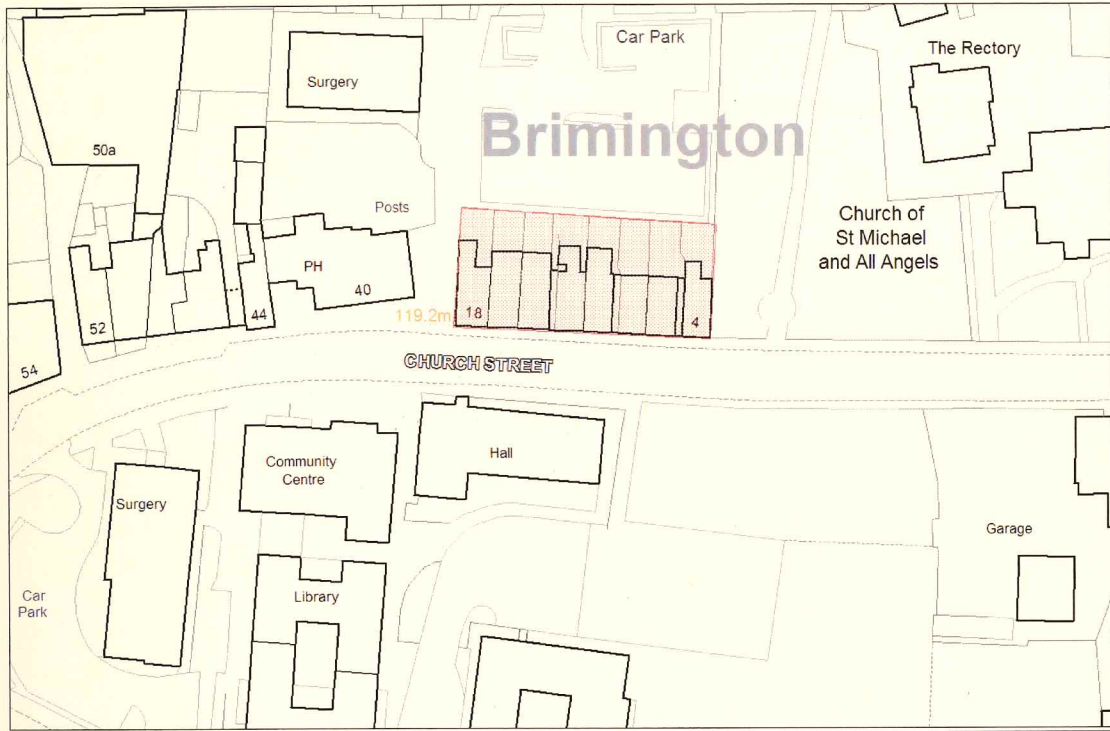 Car Park
The Rectory
Surgery
Brimington
50a
Posts
Church of
St Michael
and All Angels
PH
40
119.2m
18
4
52
44
54
CHURCH STREET
Hall
Community
Centre
Surgery
Garage
Library
Car
Park